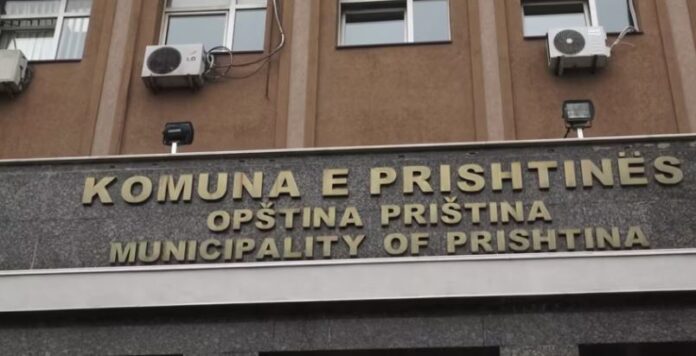 KOMUNA E PRISHTINËS
OPŠTINA PRIŠTINA
MUNICIPALITY OF PRISHTINA